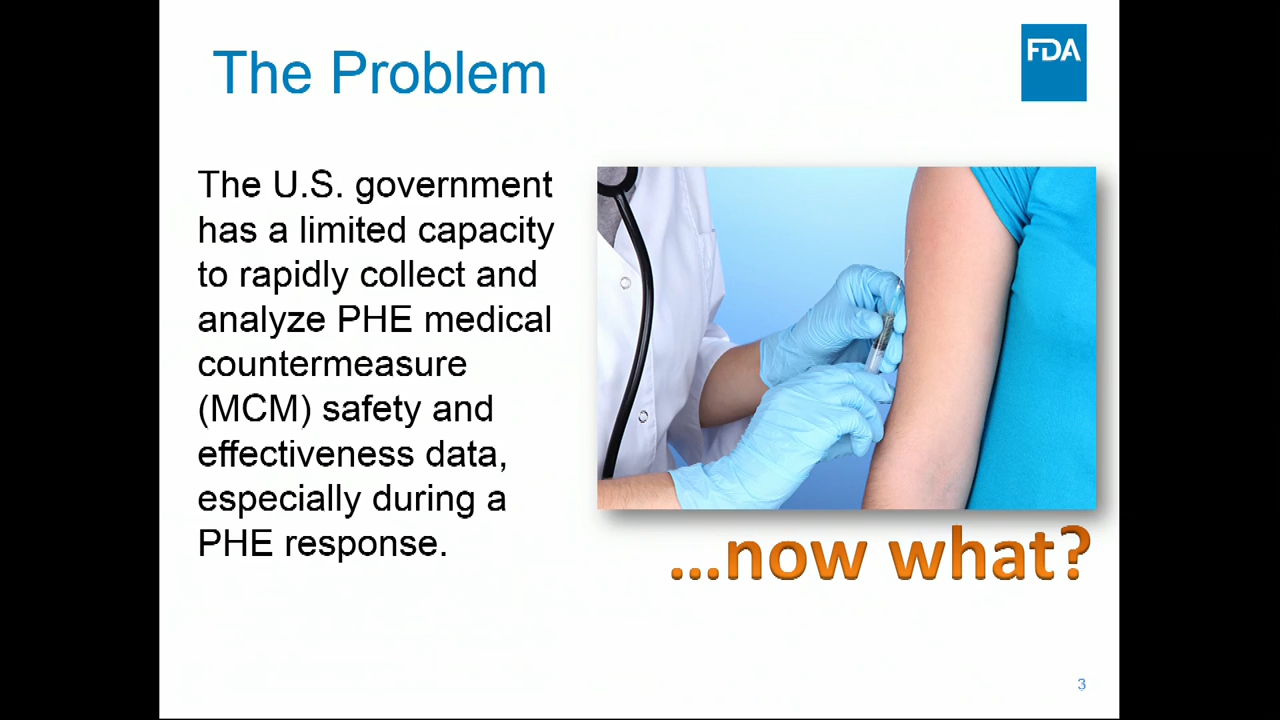 The Problem
FDA
The U.S. government
has a limited capacity
to rapidly collect and
analyze PHE medical
countermeasure
(MCM) safety and
effectiveness data,
especially during a
PHE response.
...now what?
3